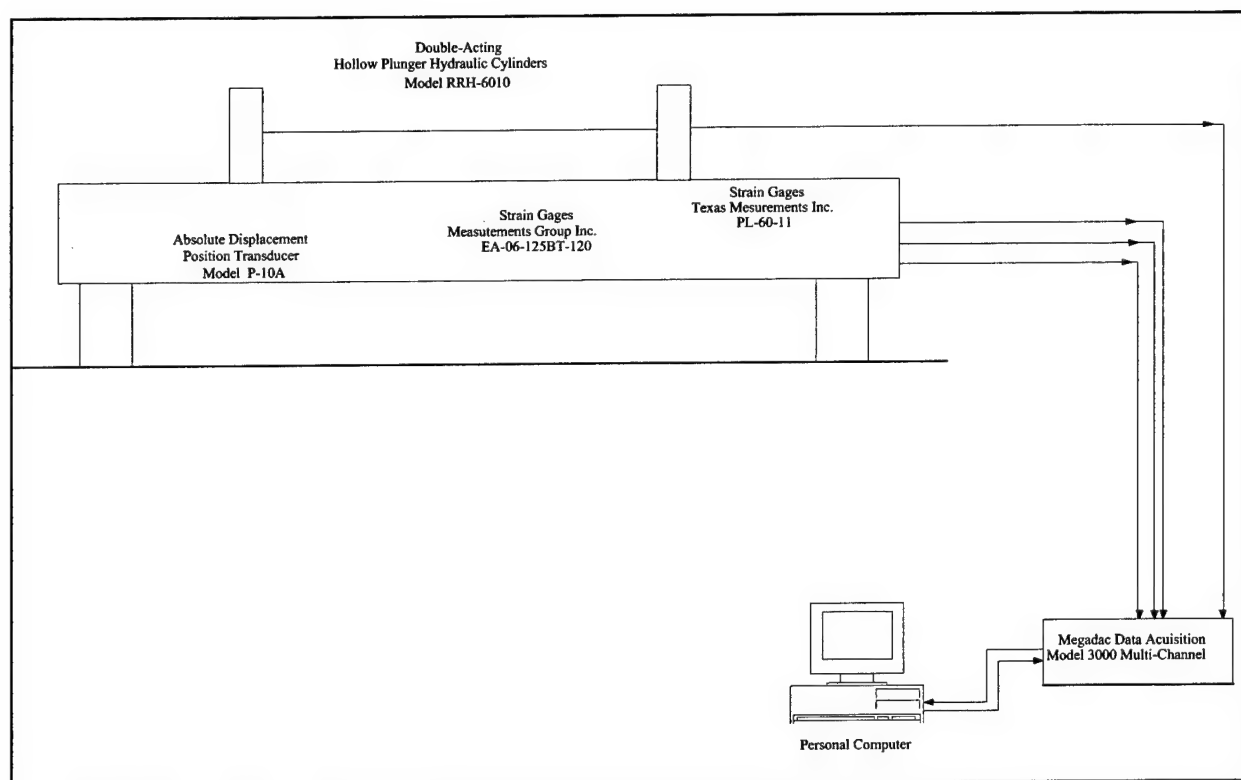 Double-Acting
Hollow Plunger Hydraulic Cylinders
Model RRH-6010
Strain Gages
Texas Mesurements Inc.
PL-60-11
Strain Gages
Measutements Group Inc.
EA-06-125BT-120
Absolute Displacement
Position Transducer
Model P-10A
Megadac Data Acuisition
Model 3000 Multi-Channel
Personal Computer